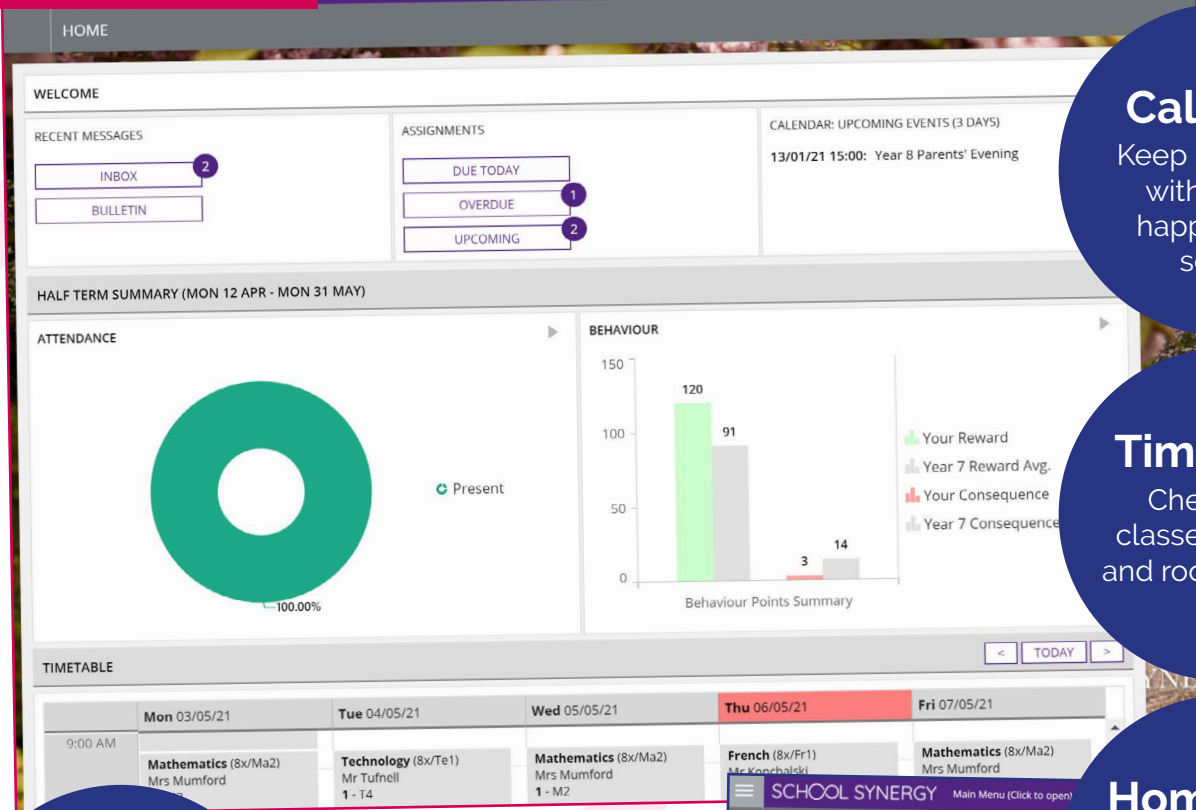 HOME
WELCOME
RECENT MESSAGES
INBOX
2
BULLETIN
ASSIGNMENTS
DUE TODAY
OVERDUE
1
UPCOMING
2
CALENDAR: UPCOMING EVENTS (3 DAYS)
13/01/21 15:00: Year 8 Parents' Evening
HALF TERM SUMMARY (MON 12 APR - MON 31 MAY)
ATTENDANCE
Present
100.00%
BEHAVIOUR
150
100
50
0
120
91
3
14
Behaviour Points Summary
Your Reward
Year 7 Reward Avg.
Your Consequence
Year 7 Consequence
TIMETABLE
< TODAY >
Mon 03/05/21
Tue 04/05/21
Wed 05/05/21
Thu 06/05/21
Fri 07/05/21
9:00 AM
Mathematics (8x/Ma2)
Mrs Mumford
Technology (8x/Te1)
Mr Tufnell
1 - T4
Mathematics (8x/Ma2)
Mrs Mumford
1 - M2
French (8x/Fr1)
Mr Konchalski
Mathematics (8x/Ma2)
Mrs Mumford
SCHOOL SYNERGY Main Menu (Click to open)
Cal
Keep
with
happ
Tim
Che
classe
and roo
Hom